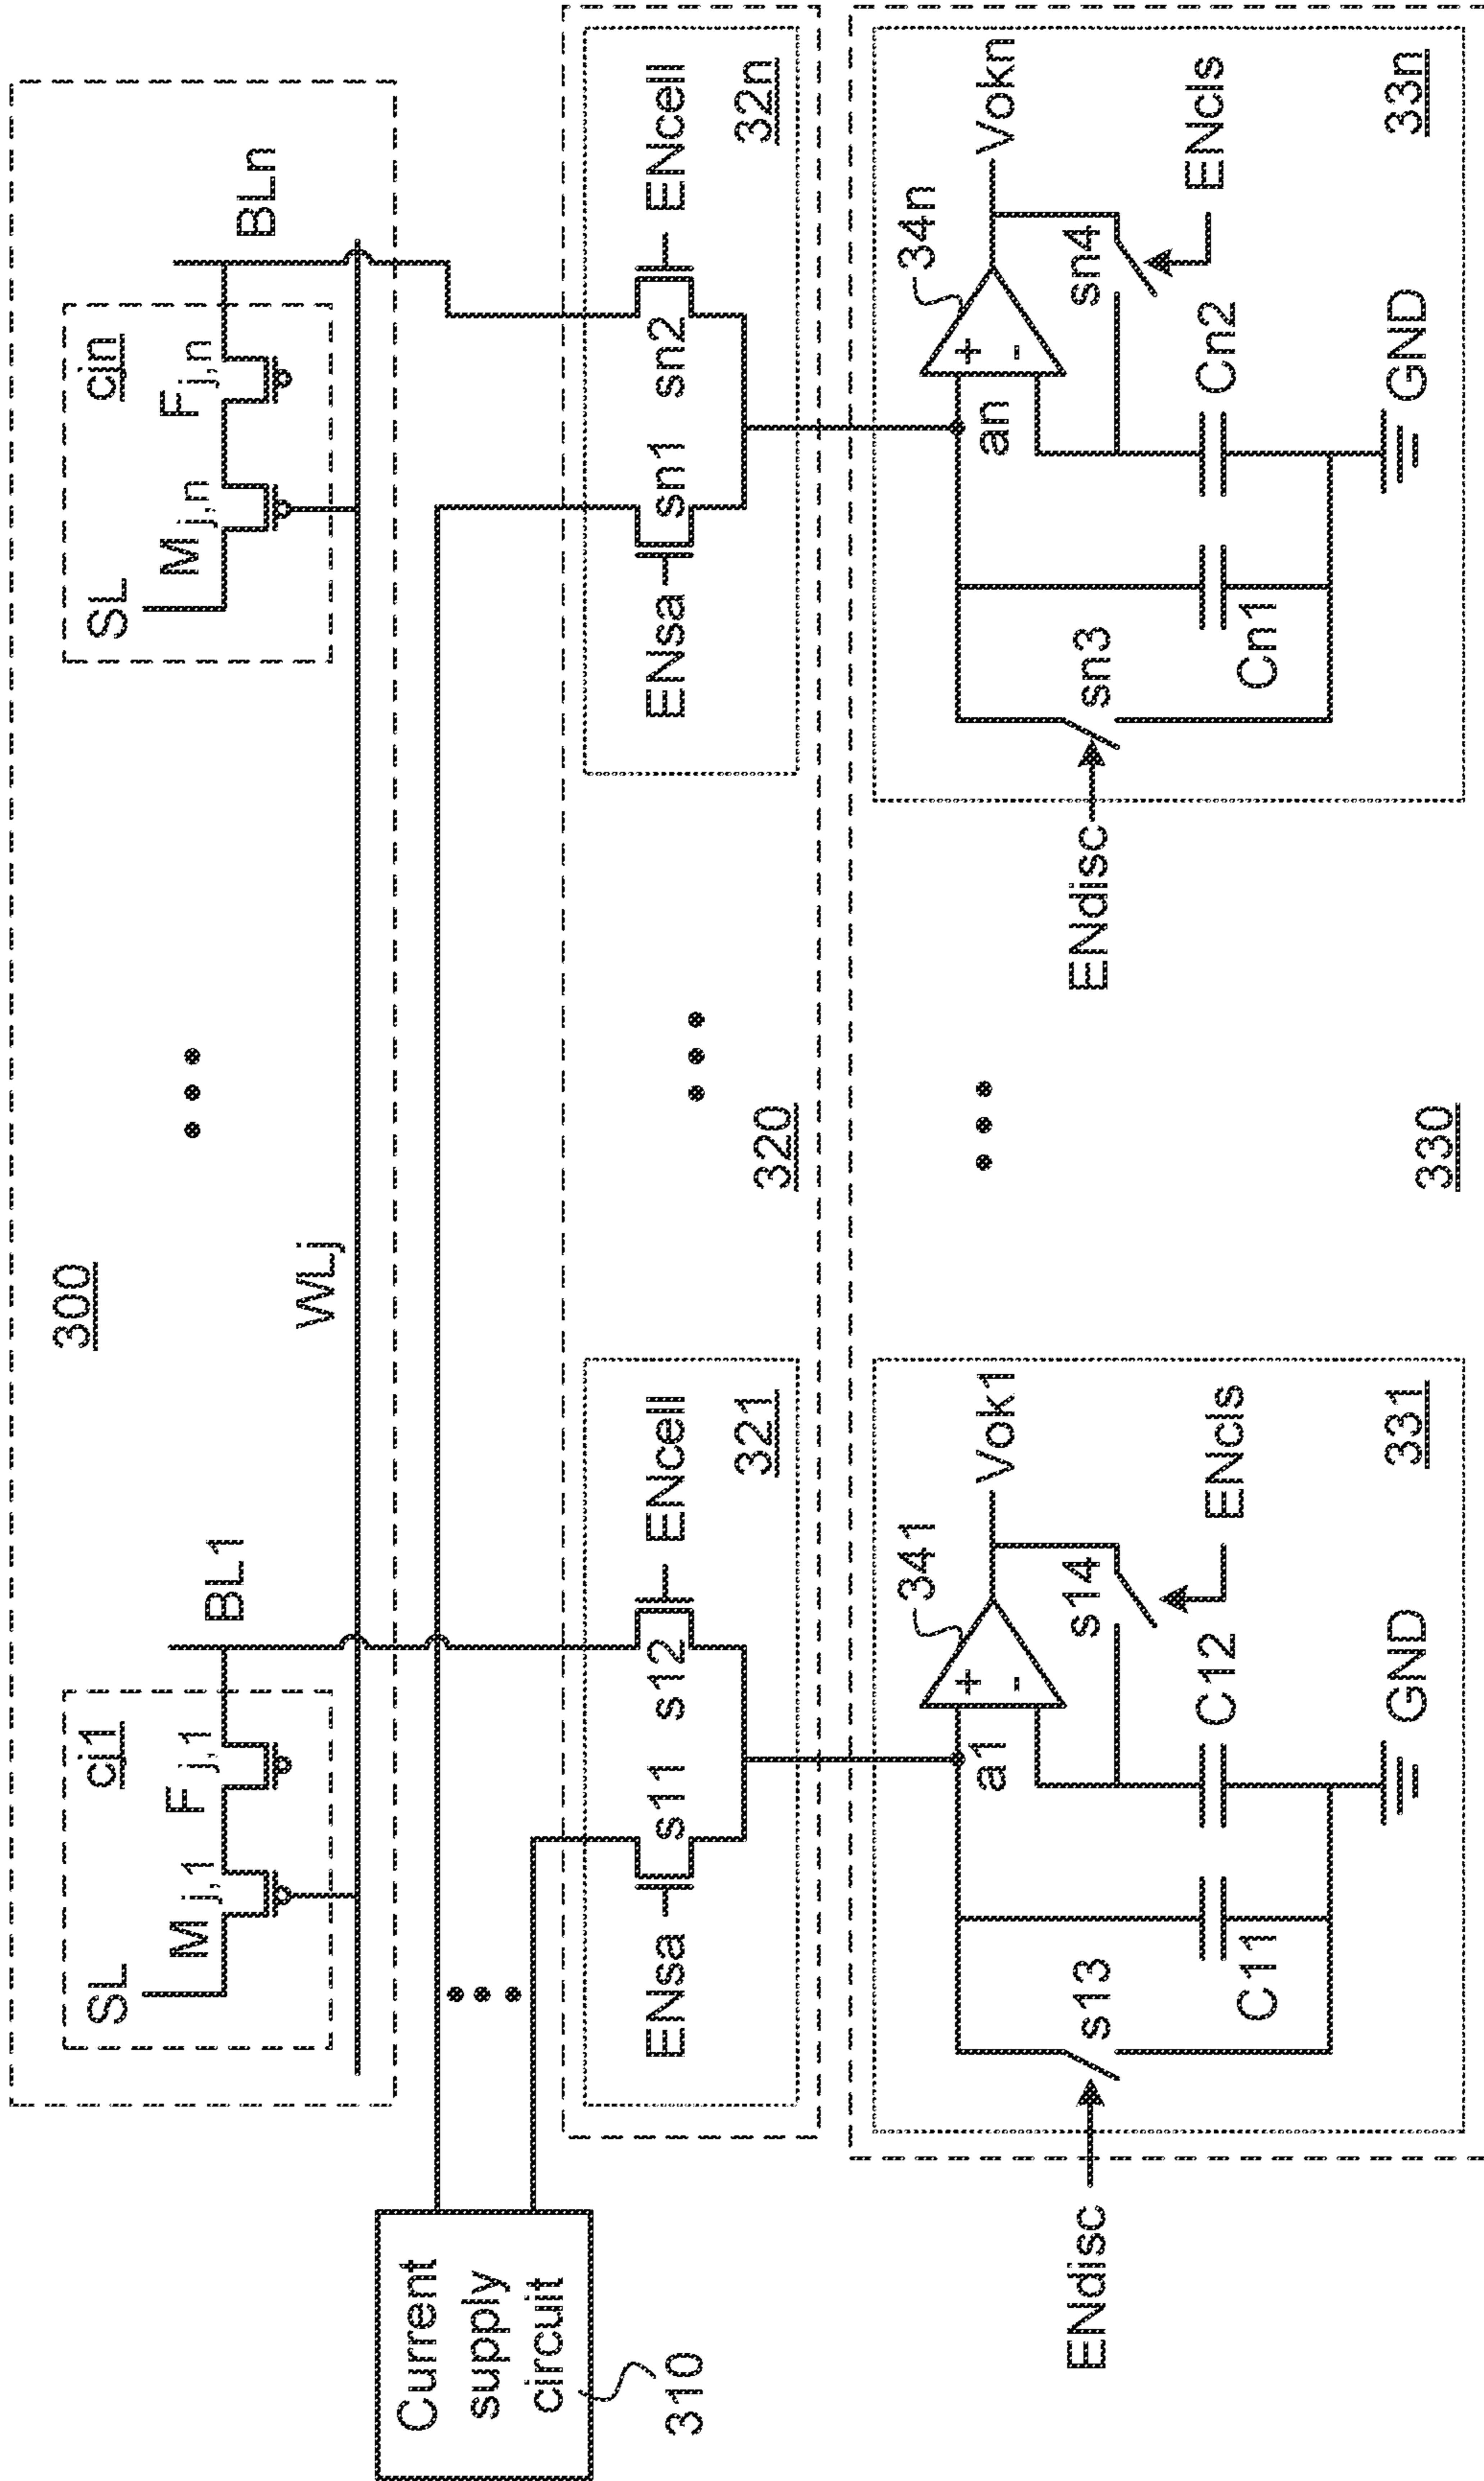 300
SL
cj1
M j,1
F j,1
BL1
WLj
SL
cjn
M j,n
F j,n
BLn
Current
supply
circuit
310
ENsa
s11
s12
ENcell
321
320
ENsa
sn1
sn2
ENcell
32n
ENdisc
s13
a1
+
-
341
Vok1
s14
ENcls
C11
C12
GND
331
330
ENdisc
sn3
an
+
-
34n
Vokn
sn4
ENcls
Cn1
Cn2
GND
33n